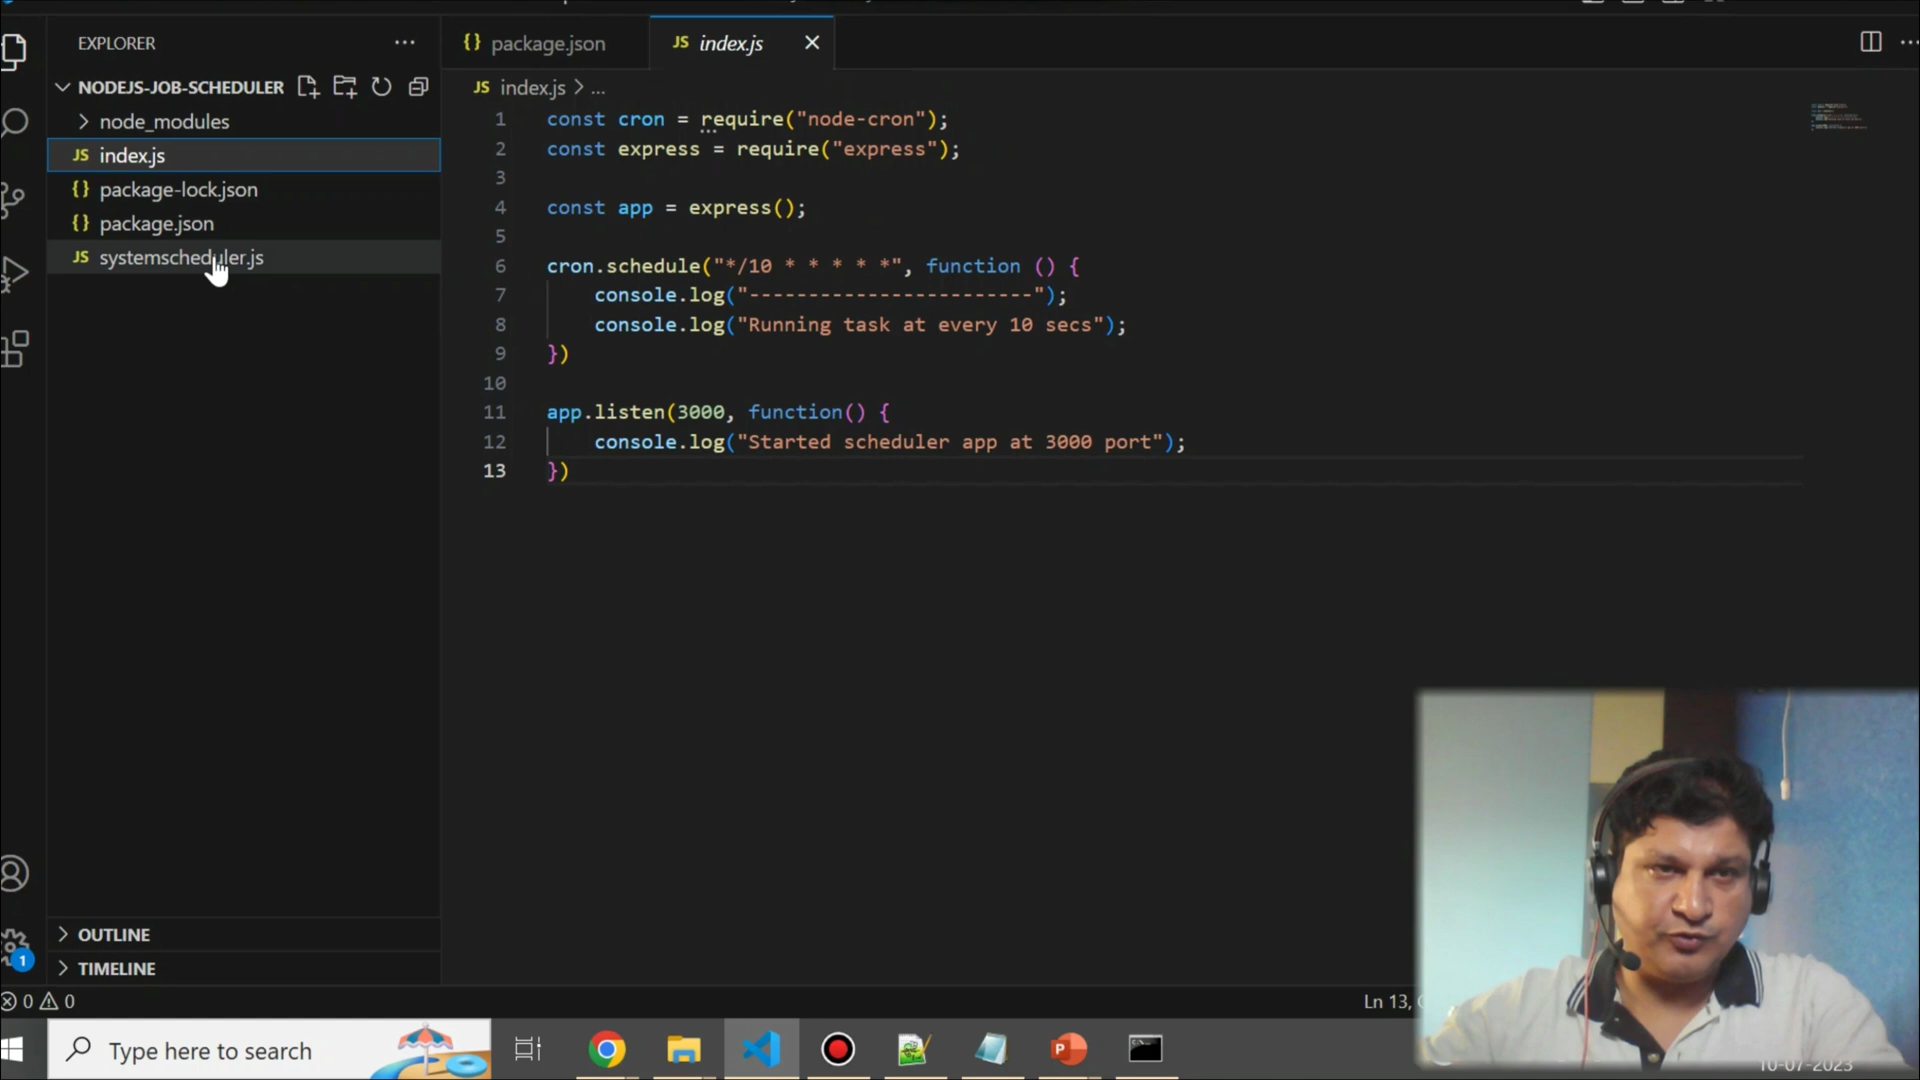 EXPLORER
NODEJS-JOB-SCHEDULER
node_modules
JS index.js
{} package-lock.json
{} package.json
JS systemscheduler.js
OUTLINE
TIMELINE
{} package.json
JS index.js
JS index.js > ...
1 const cron = require("node-cron");
2 const express = require("express");
3
4 const app = express();
5
6 cron.schedule("*/10 * * * * *", function () {
7 console.log("------------------------");
8 console.log("Running task at every 10 secs");
9 })
10
11 app.listen(3000, function() {
12 console.log("Started scheduler app at 3000 port");
13 })
1
0 0
Ln 13,
Type here to search
10-07-2023